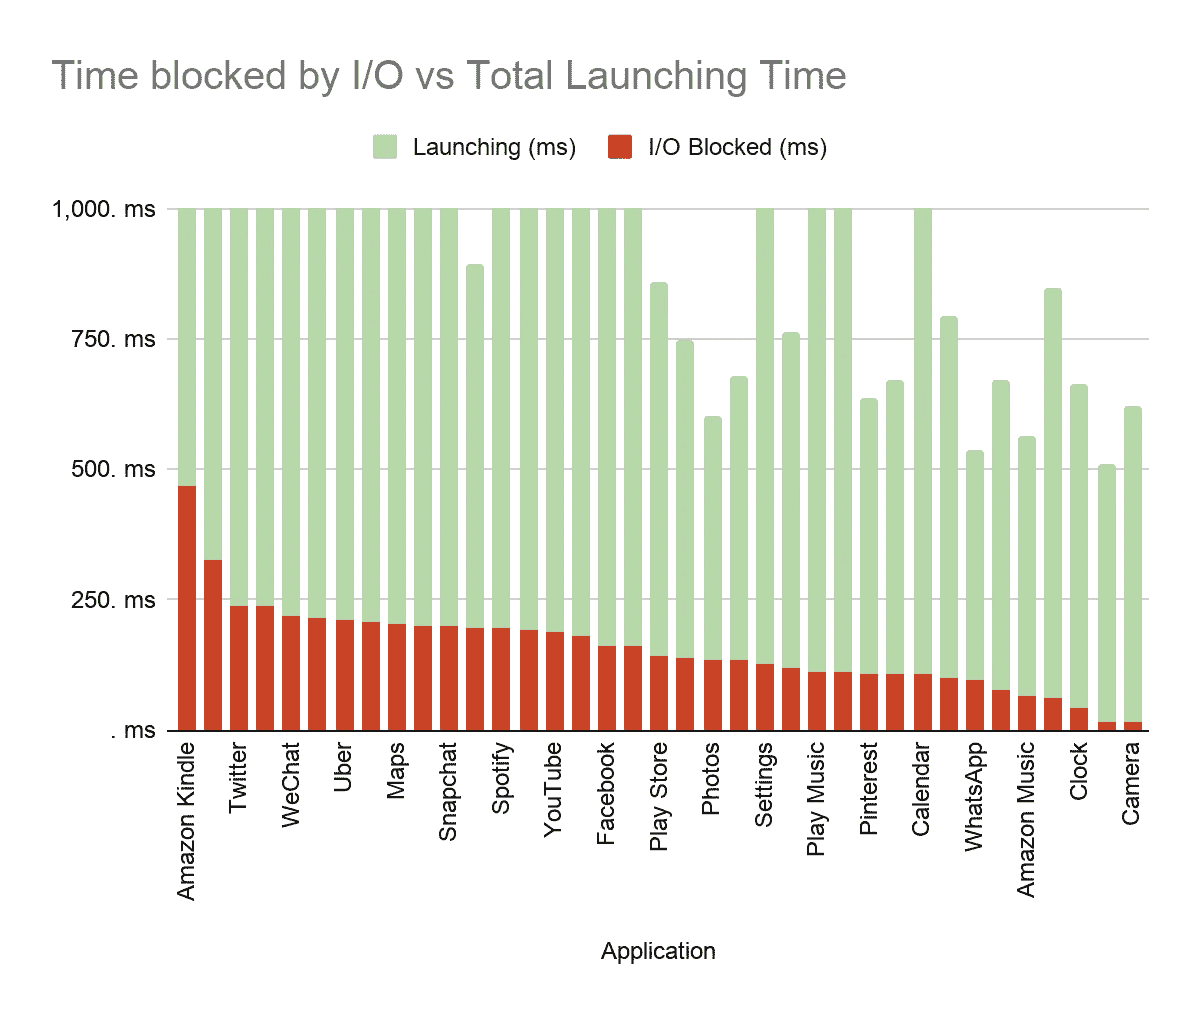 Time blocked by I/O vs Total Launching Time
Launching (ms)
I/O Blocked (ms)
1,000. ms
750. ms
500. ms
250. ms
. ms
Amazon Kindle
Twitter
WeChat
Uber
Maps
Snapchat
Spotify
YouTube
Facebook
Play Store
Photos
Settings
Play Music
Pinterest
Calendar
WhatsApp
Amazon Music
Clock
Camera
Application